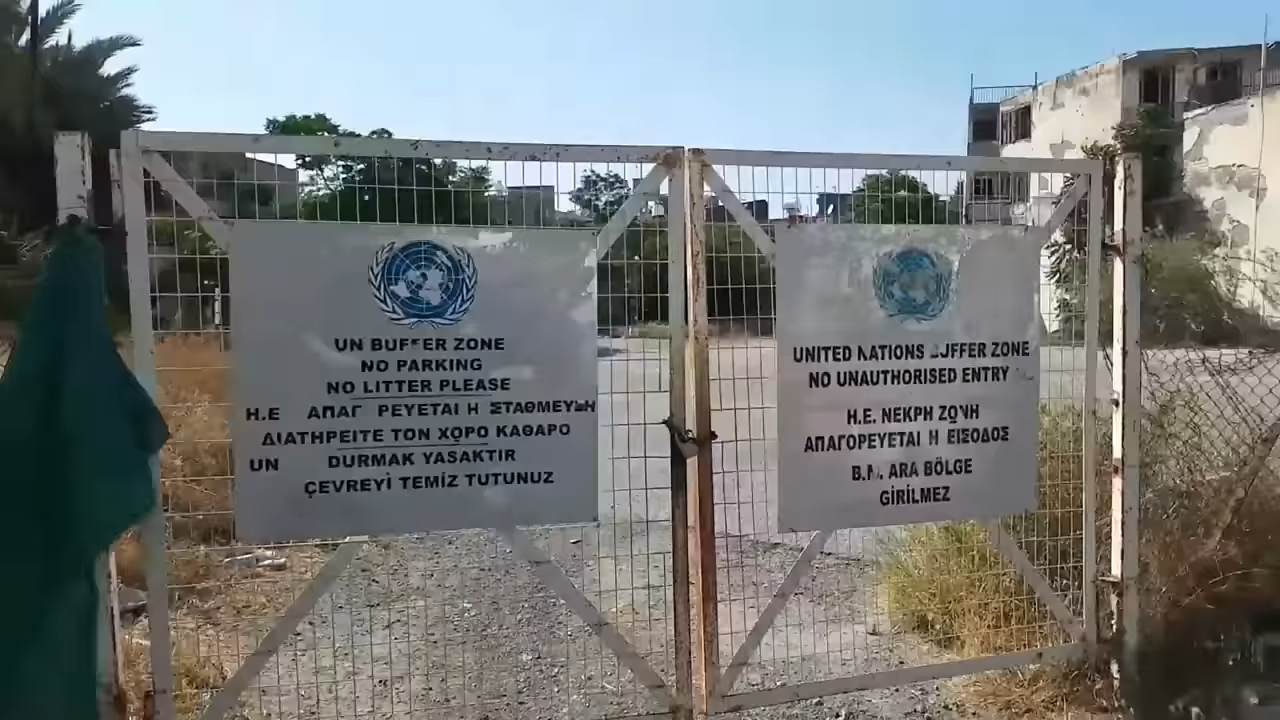 UN BUFFER ZONE
NO PARKING
NO LITTER PLEASE
Η.Ε ΑΠΑΓ ΡΕΥΕΤΑΙ Η ΣΤΑΘΜΕΥΣΗ
ΔΙΑΤΗΡΕΙΤΕ ΤΟΝ ΧΩΡΟ ΚΑΘΑΡΟ
UN DURMAK YASAKTIR
ÇEVREYİ TEMİZ TUTUNUZ
UNITED NATIONS BUFFER ZONE
NO UNAUTHORISED ENTRY
Η.Ε. ΝΕΚΡΗ ΖΩΝΗ
ΑΠΑΓΟΡΕΥΕΤΑΙ Η ΕΙΣΟΔΟΣ
B.M. ARA BÖLGE
GİRİLMEZ